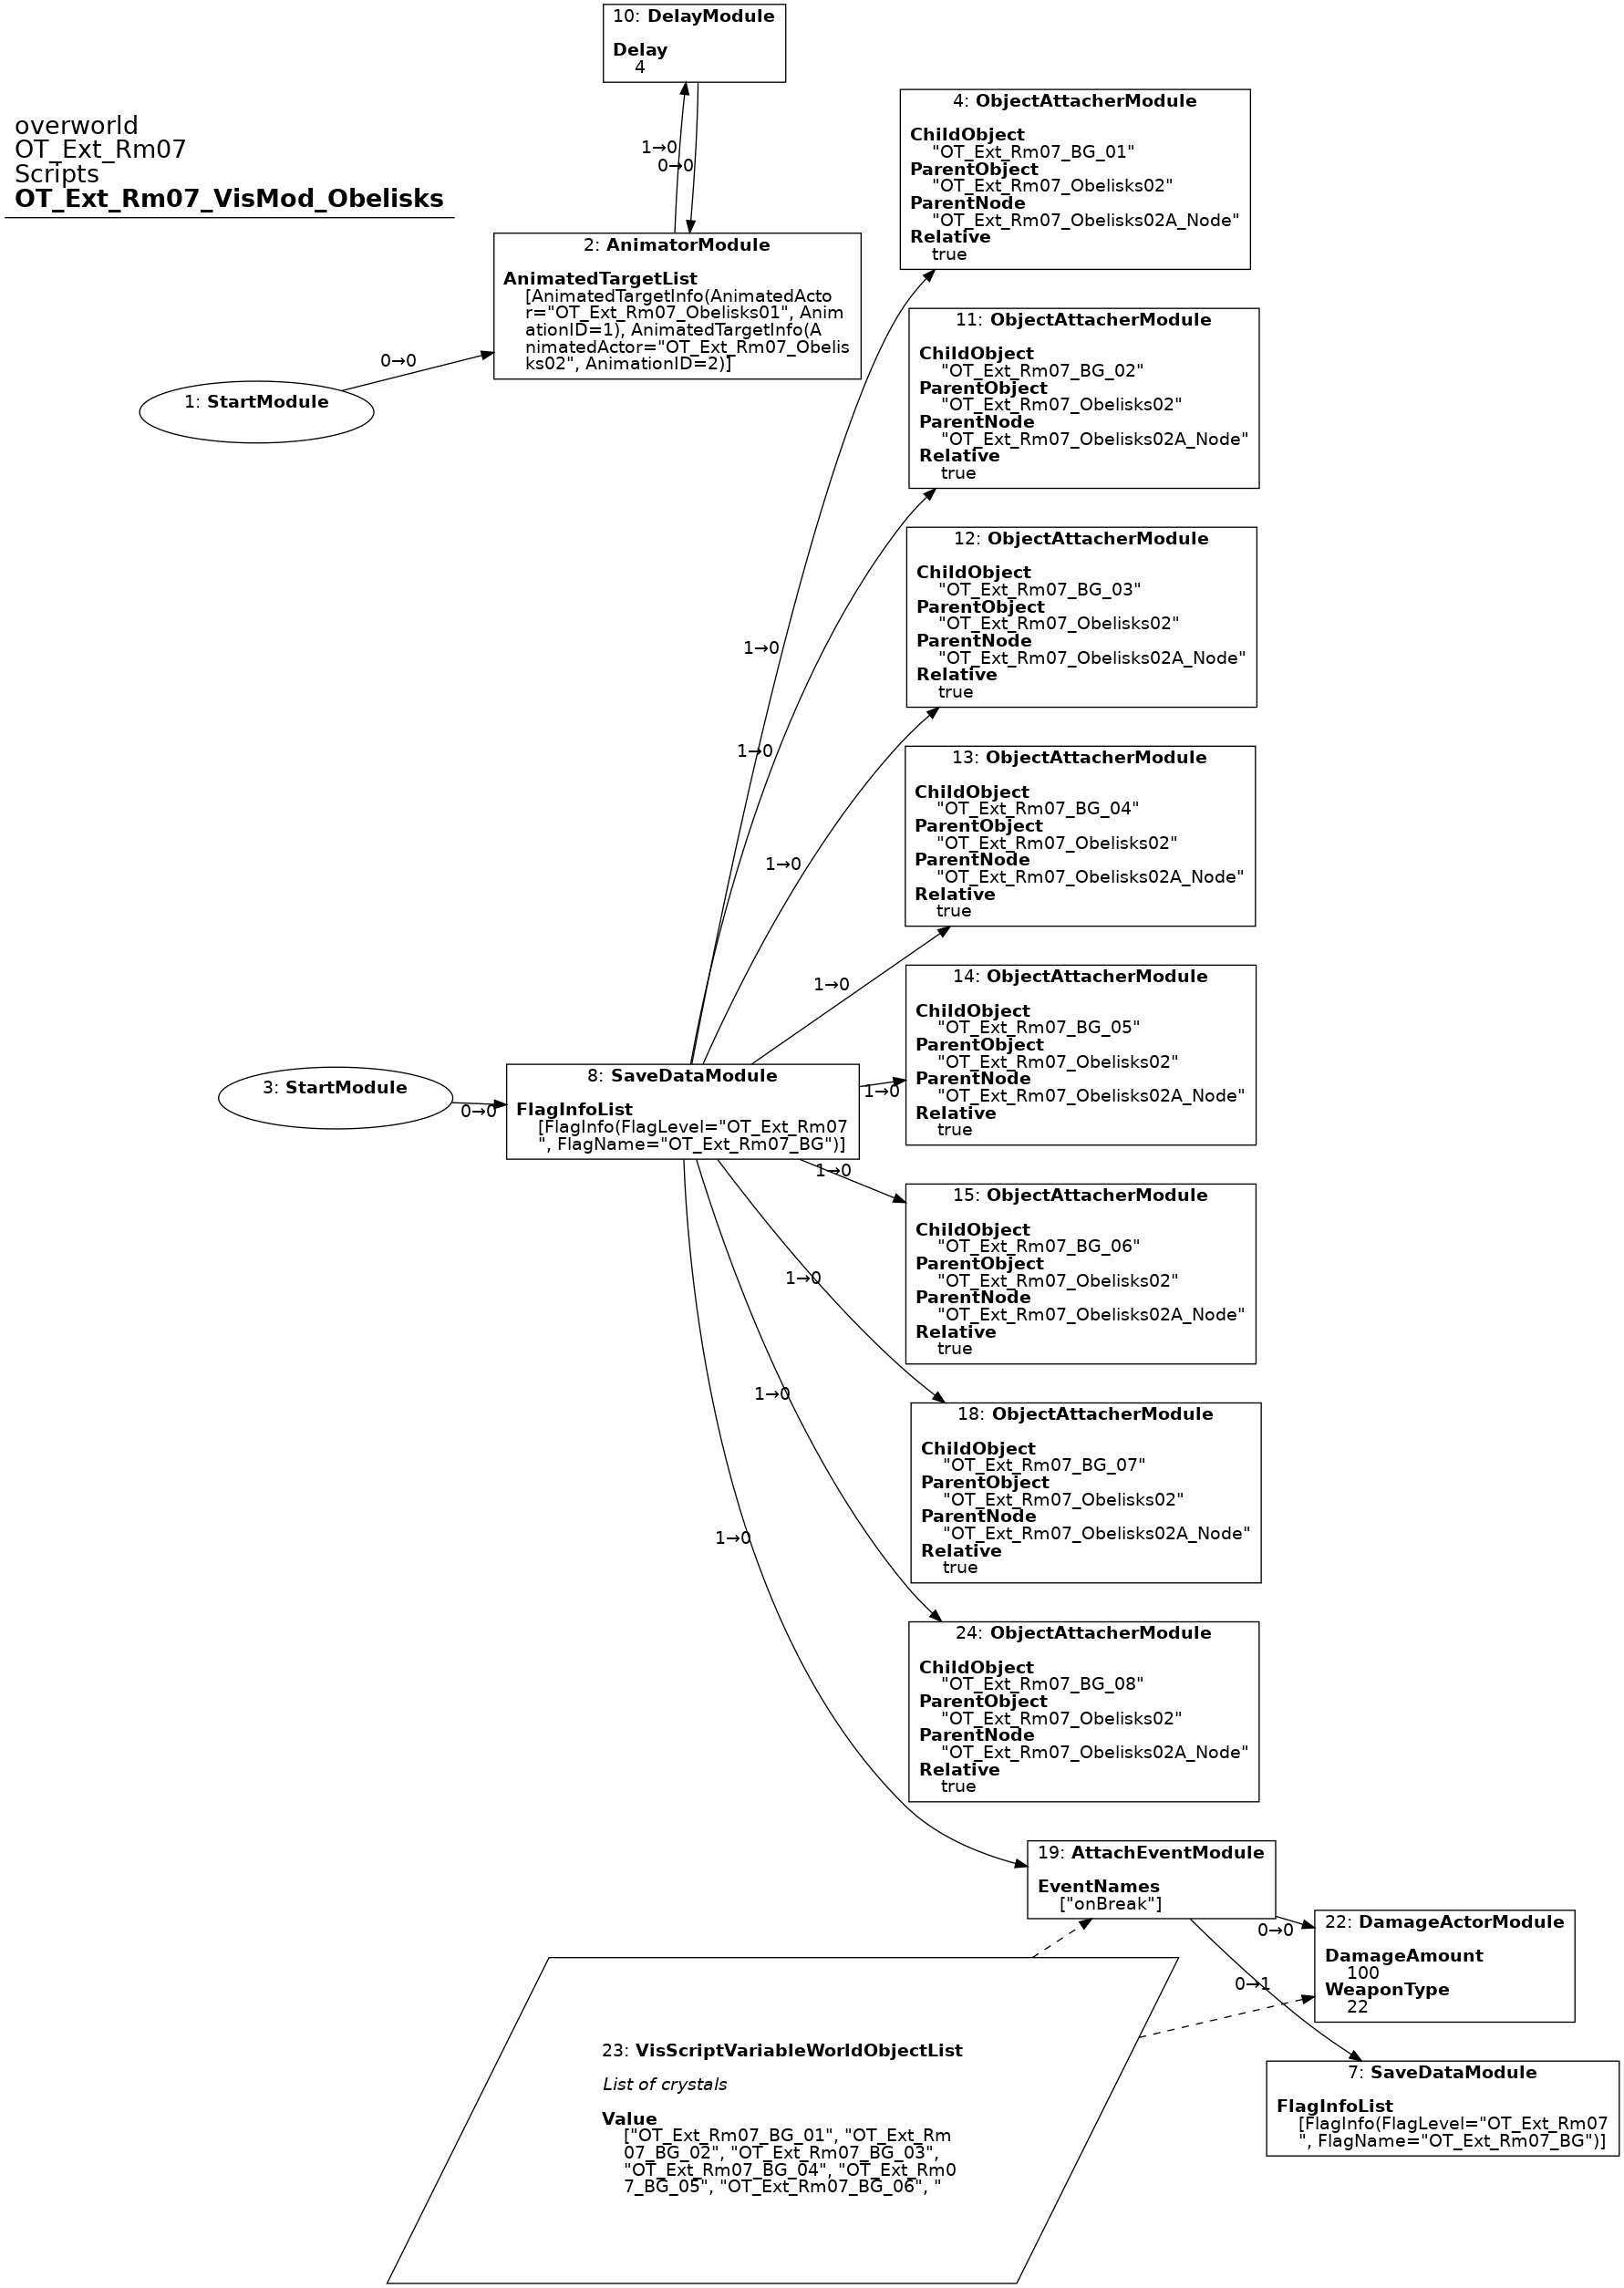 overworld
OT_Ext_Rm07
Scripts
OT_Ext_Rm07_VisMod_Obelisks
10: DelayModule
Delay
4
1→0
0→0
2: AnimatorModule
AnimatedTargetList
[AnimatedTargetInfo(AnimatedActo
r="OT_Ext_Rm07_Obelisks01", Anim
ationID=1), AnimatedTargetInfo(A
nimatedActor="OT_Ext_Rm07_Obelis
ks02", AnimationID=2)]
0→0
1: StartModule
4: ObjectAttacherModule
ChildObject
"OT_Ext_Rm07_BG_01"
ParentObject
"OT_Ext_Rm07_Obelisks02"
ParentNode
"OT_Ext_Rm07_Obelisks02A_Node"
Relative
true
11: ObjectAttacherModule
ChildObject
"OT_Ext_Rm07_BG_02"
ParentObject
"OT_Ext_Rm07_Obelisks02"
ParentNode
"OT_Ext_Rm07_Obelisks02A_Node"
Relative
true
12: ObjectAttacherModule
ChildObject
"OT_Ext_Rm07_BG_03"
ParentObject
"OT_Ext_Rm07_Obelisks02"
ParentNode
"OT_Ext_Rm07_Obelisks02A_Node"
Relative
true
1→0
1→0
1→0
13: ObjectAttacherModule
ChildObject
"OT_Ext_Rm07_BG_04"
ParentObject
"OT_Ext_Rm07_Obelisks02"
ParentNode
"OT_Ext_Rm07_Obelisks02A_Node"
Relative
true
1→0
14: ObjectAttacherModule
ChildObject
"OT_Ext_Rm07_BG_05"
ParentObject
"OT_Ext_Rm07_Obelisks02"
ParentNode
"OT_Ext_Rm07_Obelisks02A_Node"
Relative
true
3: StartModule
0→0
8: SaveDataModule
FlagInfoList
[FlagInfo(FlagLevel="OT_Ext_Rm07
", FlagName="OT_Ext_Rm07_BG")]
1→0
1→0
15: ObjectAttacherModule
ChildObject
"OT_Ext_Rm07_BG_06"
ParentObject
"OT_Ext_Rm07_Obelisks02"
ParentNode
"OT_Ext_Rm07_Obelisks02A_Node"
Relative
true
1→0
1→0
1→0
18: ObjectAttacherModule
ChildObject
"OT_Ext_Rm07_BG_07"
ParentObject
"OT_Ext_Rm07_Obelisks02"
ParentNode
"OT_Ext_Rm07_Obelisks02A_Node"
Relative
true
24: ObjectAttacherModule
ChildObject
"OT_Ext_Rm07_BG_08"
ParentObject
"OT_Ext_Rm07_Obelisks02"
ParentNode
"OT_Ext_Rm07_Obelisks02A_Node"
Relative
true
19: AttachEventModule
EventNames
["onBreak"]
0→0
0→1
22: DamageActorModule
DamageAmount
100
WeaponType
22
23: VisScriptVariableWorldObjectList
List of crystals
Value
["OT_Ext_Rm07_BG_01", "OT_Ext_Rm
07_BG_02", "OT_Ext_Rm07_BG_03",
"OT_Ext_Rm07_BG_04", "OT_Ext_Rm0
7_BG_05", "OT_Ext_Rm07_BG_06", "
7: SaveDataModule
FlagInfoList
[FlagInfo(FlagLevel="OT_Ext_Rm07
", FlagName="OT_Ext_Rm07_BG")]